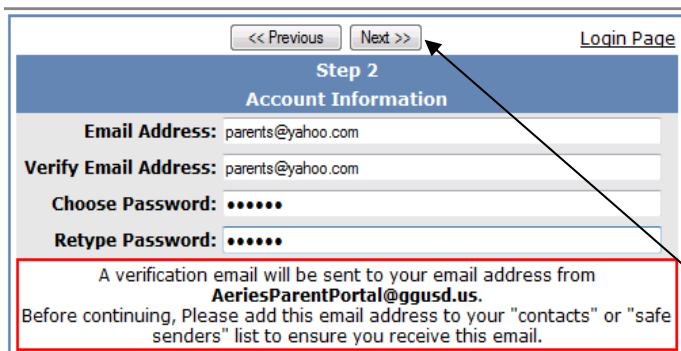 << Previous Next >> Login Page
Step 2
Account Information
Email Address: parents@yahoo.com
Verify Email Address: parents@yahoo.com
Choose Password: ••••••
Retype Password: ••••••
A verification email will be sent to your email address from
AeriesParentPortal@ggusd.us.
Before continuing, Please add this email address to your "contacts" or "safe
senders" list to ensure you receive this email.